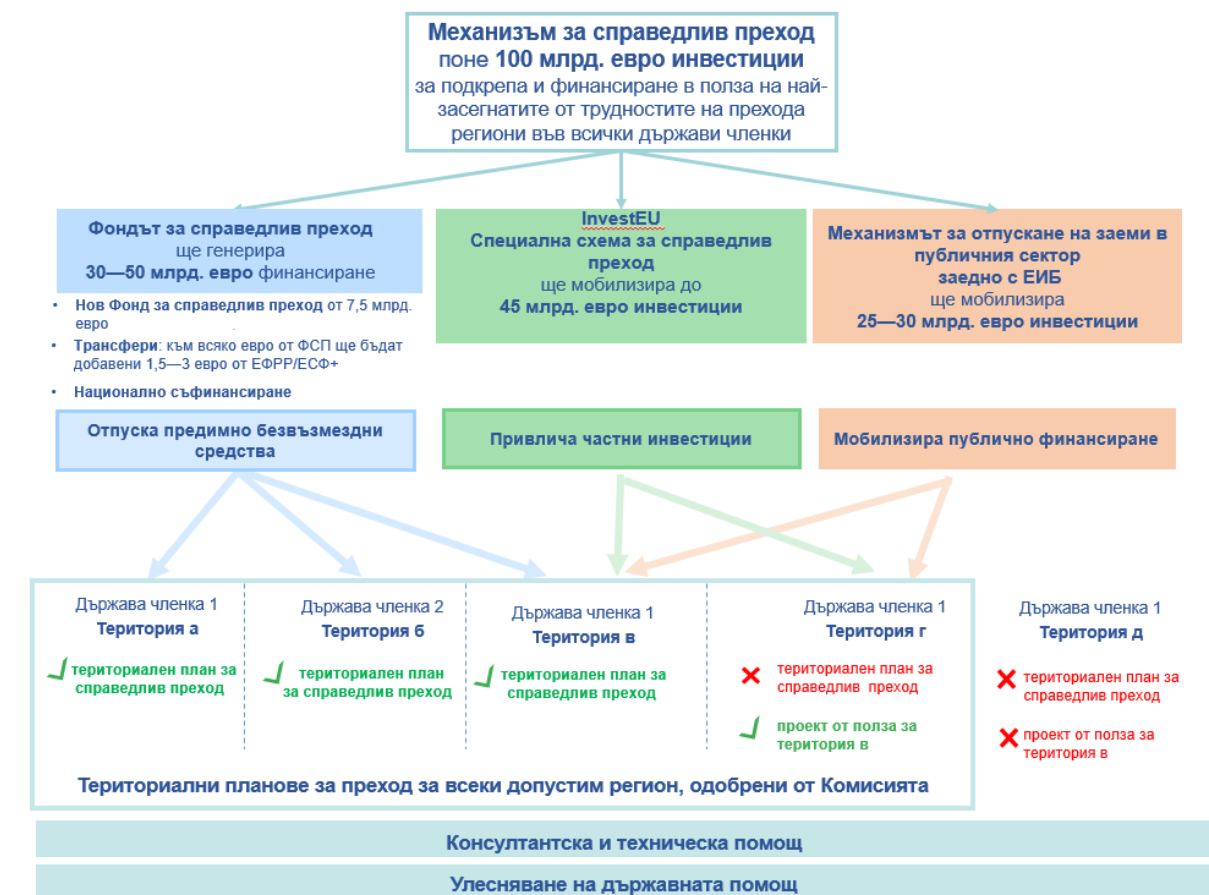 Механизъм за справедлив преход
поне 100 млрд. евро инвестиции
за подкрепа и финансиране в полза на най-
засегнатите от трудностите на прехода
региони във всички държави членки
Фондът за справедлив преход
ще генерира
30—50 млрд. евро финансиране
• Нов Фонд за справедлив преход от 7,5 млрд.
евро
• Трансфери: към всяко евро от ФСП ще бъдат
добавени 1,5—3 евро от ЕФРР/ЕСФ+
• Национално съфинансиране
InvestEU
Специална схема за справедлив
преход
ще мобилизира до
45 млрд. евро инвестиции
Механизмът за отпускане на заеми в
публичния сектор
заедно с ЕИБ
ще мобилизира
25—30 млрд. евро инвестиции
Отпуска предимно безвъзмездни
средства
Привлича частни инвестиции
Мобилизира публично финансиране
Държава членка 1
Територия а
териториален план за
справедлив преход
Държава членка 2
Територия б
териториален план
за справедлив преход
Държава членка 1
Територия в
териториален план за
справедлив преход
Държава членка 1
Територия г
териториален план за
справедлив преход
проект от полза за
територия в
Държава членка 1
Територия д
териториален план за
справедлив преход
проект от полза за
територия в
Териториални планове за преход за всеки допустим регион, одобрени от Комисията
Консултантска и техническа помощ
Улесняване на държавната помощ